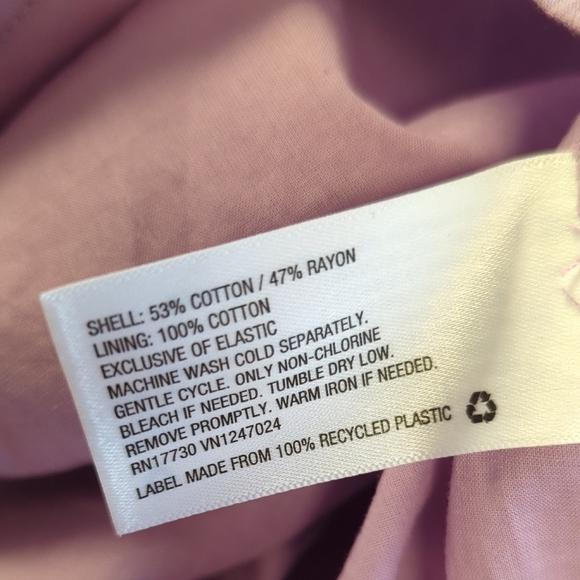 SHELL: 53% COTTON / 47% RAYON
LINING: 100% COTTON
EXCLUSIVE OF ELASTIC
MACHINE WASH COLD SEPARATELY.
GENTLE CYCLE. ONLY NON-CHLORINE
BLEACH IF NEEDED. TUMBLE DRY LOW.
REMOVE PROMPTLY. WARM IRON IF NEEDED.
RN17730 VN1247024
LABEL MADE FROM 100% RECYCLED PLASTIC